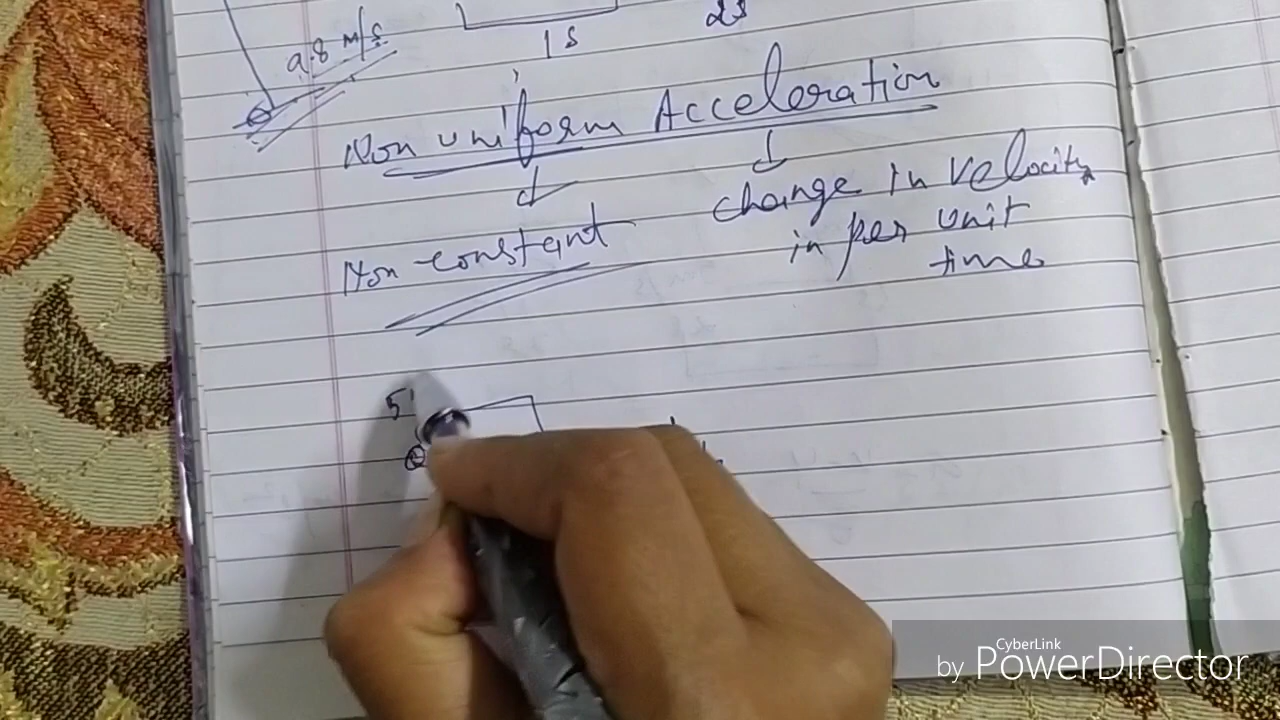 9.8 m/s
1s
2s
Non uniform Acceleration
Non-constant
change in velocity
in per unit
time
5
CyberLink
by PowerDirector